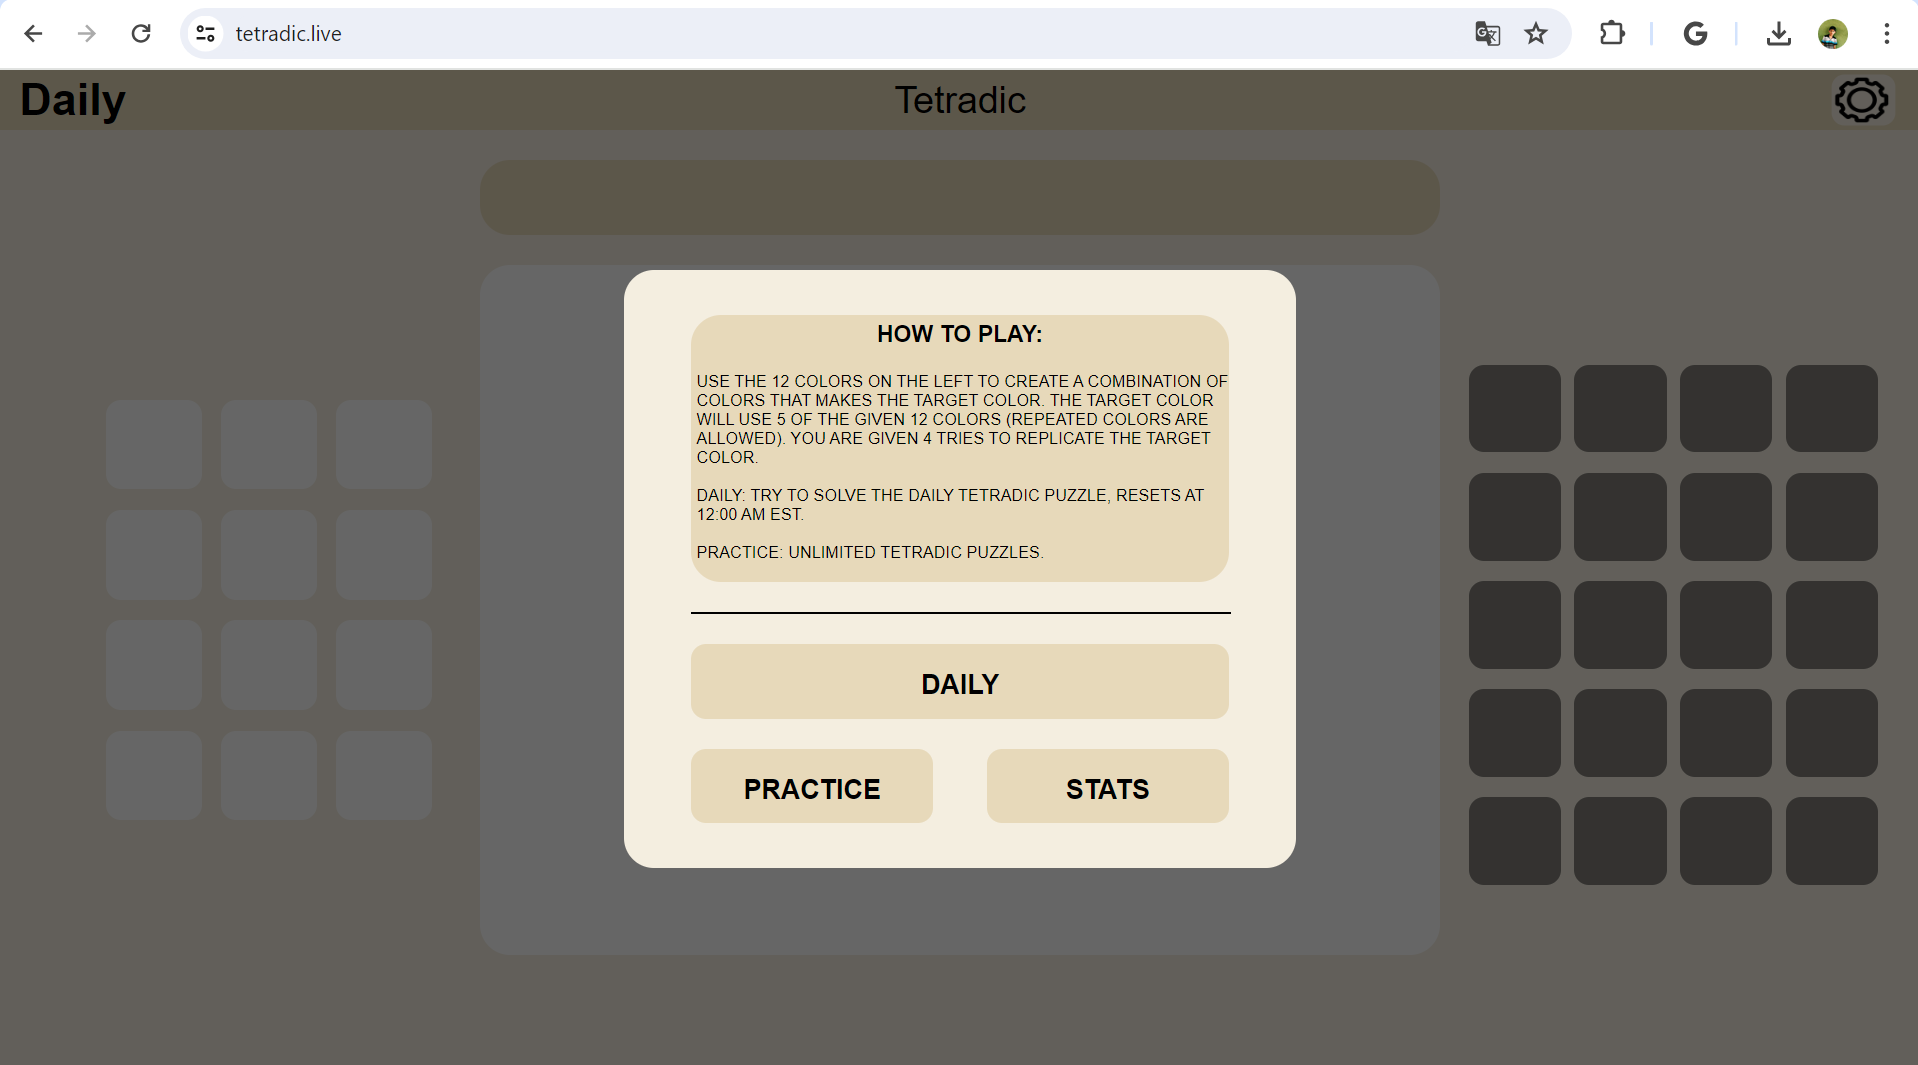 tetradic.live
Daily
Tetradic
HOW TO PLAY:
USE THE 12 COLORS ON THE LEFT TO CREATE A COMBINATION OF
COLORS THAT MAKES THE TARGET COLOR. THE TARGET COLOR
WILL USE 5 OF THE GIVEN 12 COLORS (REPEATED COLORS ARE
ALLOWED). YOU ARE GIVEN 4 TRIES TO REPLICATE THE TARGET
COLOR.
DAILY: TRY TO SOLVE THE DAILY TETRADIC PUZZLE, RESETS AT
12:00 AM EST.
PRACTICE: UNLIMITED TETRADIC PUZZLES.
DAILY
PRACTICE
STATS